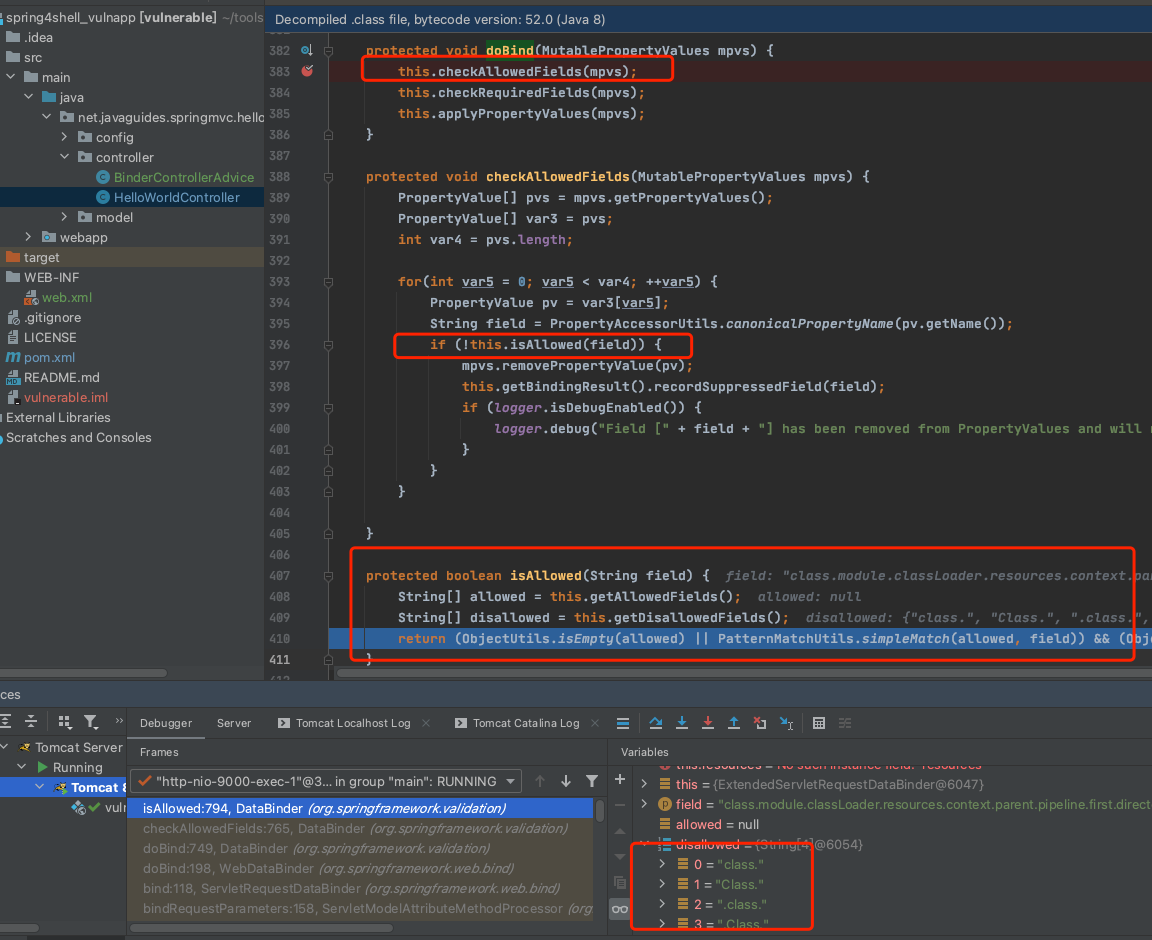 spring4shell_vulnapp [vulnerable] ~/tools
.idea
src
main
java
net.javaguides.springmvc.hello
config
controller
BinderControllerAdvice
HelloWorldController
model
webapp
target
WEB-INF
web.xml
.gitignore
LICENSE
pom.xml
README.md
vulnerable.iml
External Libraries
Scratches and Consoles
Decompiled .class file, bytecode version: 52.0 (Java 8)
382 protected void doBind(MutablePropertyValues mpvs) {
383 this.checkAllowedFields(mpvs);
384 this.checkRequiredFields(mpvs);
385 this.applyPropertyValues(mpvs);
386 }
387
388 protected void checkAllowedFields(MutablePropertyValues mpvs) {
389 PropertyValue[] pvs = mpvs.getPropertyValues();
390 PropertyValue[] var3 = pvs;
391 int var4 = pvs.length;
392
393 for(int var5 = 0; var5 < var4; ++var5) {
394 PropertyValue pv = var3[var5];
395 String field = PropertyAccessorUtils.canonicalPropertyName(pv.getName());
396 if (!this.isAllowed(field)) {
397 mpvs.removePropertyValue(pv);
398 this.getBindingResult().recordSuppressedField(field);
399 if (logger.isDebugEnabled()) {
400 logger.debug("Field [" + field + "] has been removed from PropertyValues and will
401 }
402 }
403 }
404
405 }
406
407 protected boolean isAllowed(String field) { field: "class.module.classLoader.resources.context.par
408 String[] allowed = this.getAllowedFields(); allowed: null
409 String[] disallowed = this.getDisallowedFields(); disallowed: {"class.", "Class.", ".class.",
410 return (ObjectUtils.isEmpty(allowed) || PatternMatchUtils.simpleMatch(allowed, field)) && (Obj
411 }
ces
Tomcat Server
Running
Tomcat 8
vuln
Debugger Server Tomcat Localhost Log Tomcat Catalina Log
Frames
"http-nio-9000-exec-1"@3... in group "main": RUNNING
isAllowed:794, DataBinder (org.springframework.validation)
checkAllowedFields:765, DataBinder (org.springframework.validation)
doBind:749, DataBinder (org.springframework.validation)
doBind:198, WebDataBinder (org.springframework.web.bind)
bind:118, ServletRequestDataBinder (org.springframework.web.bind)
bindRequestParameters:158, ServletModelAttributeMethodProcessor (org.
Variables
this.resources = No such instance field: 'resources'
this = {ExtendedServletRequestDataBinder@6047}
field = "class.module.classLoader.resources.context.parent.pipeline.first.direct
allowed = null
disallowed = {String[4]@6054}
0 = "class."
1 = "Class."
2 = ".class."
3 = ".Class."